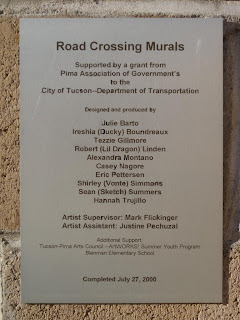 Road Crossing Murals
Supported by a grant from
Pima Association of Government's
to the
City of Tucson--Department of Transportation
Designed and produced by
Julie Barto
Ireshia (Ducky) Boundreaux
Tezzie Gillmore
Robert (Lil Dragon) Linden
Alexandra Montano
Casey Nagore
Eric Pettersen
Shirley (Vonte) Simmons
Sean (Sketch) Summers
Hannah Trujillo
Artist Supervisor: Mark Flickinger
Artist Assistant: Justine Pechuzal
Additional Support
Tucson-Pima Arts Council - ArtWORKS! Summer Youth Program
Blenman Elementary School
Completed July 27, 2000